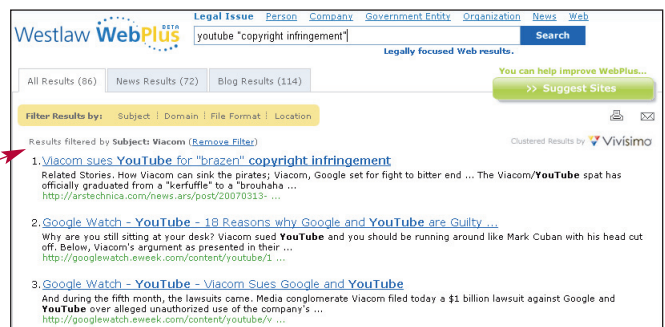 Legal Issue Person Company Government Entity Organization News Web
Westlaw WebPlus BETA
youtube "copyright infringement" Search
Legally focused Web results.
You can help improve WebPlus...
All Results (86) News Results (72) Blog Results (114)
>> Suggest Sites
Filter Results by: Subject Domain File Format Location
Results filtered by Subject: Viacom (Remove Filter)
Clustered Results by Vivísimo
1. Viacom sues YouTube for "brazen" copyright infringement
Related Stories. How Viacom can sink the pirates; Viacom, Google set for fight to bitter end ... The Viacom/YouTube spat has
officially graduated from a "kerfuffle" to a "brouhaha ...
http://arstechnica.com/news.ars/post/20070313- ...
2. Google Watch - YouTube - 18 Reasons why Google and YouTube are Guilty ...
Why are you still sitting at your desk? Viacom sued YouTube and you should be running around like Mark Cuban with his head cut
off. Below, Viacom's argument as presented in their ...
http://googlewatch.eweek.com/content/youtube/1 ...
3. Google Watch - YouTube - Viacom Sues Google and YouTube
And during the fifth month, the lawsuits came. Media conglomerate Viacom filed today a $1 billion lawsuit against Google and
YouTube over alleged unauthorized use of the company's ...
http://googlewatch.eweek.com/content/youtube/v ...